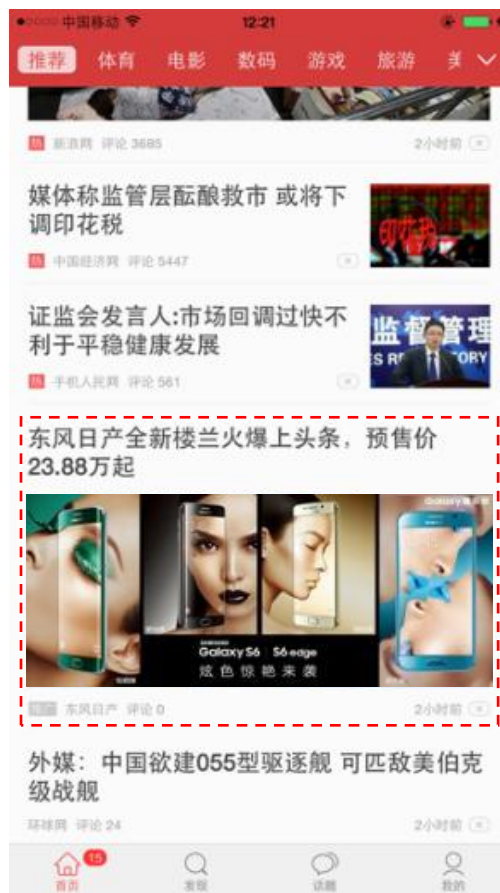 中国移动 12:21
推荐 体育 电影 数码 游戏 旅游
热 新浪网 评论 3685 2小时前
媒体称监管层酝酿救市 或将下
调印花税
热 中国经济网 评论 5447
证监会发言人:市场回调过快不
利于平稳健康发展
监督管理
热 手机人民网 评论 561
东风日产全新楼兰火爆上头条，预售价
23.88万起
SAMSUNG
Galaxy S6 S6 edge
炫色惊艳来袭
推广 东风日产 评论 0 2小时前
外媒：中国欲建055型驱逐舰 可匹敌美伯克
级战舰
环球网 评论 24 2小时前
15
首页 发现 话题 我的